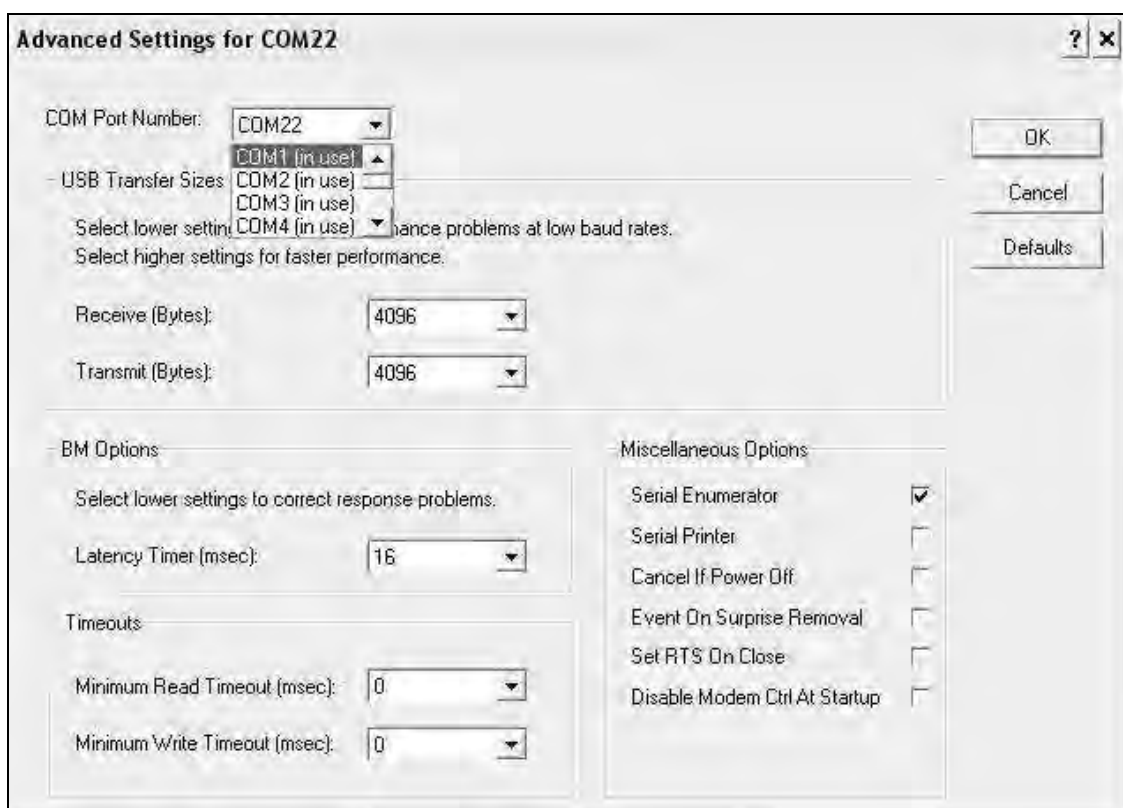 Advanced Settings for COM22
? ×
COM Port Number: COM22
COM1 (in use)
COM2 (in use)
COM3 (in use)
COM4 (in use)
OK
Cancel
Defaults
USB Transfer Sizes
Select lower mance problems at low baud rates.
Select higher settings for faster performance.
Receive (Bytes): 4096
Transmit (Bytes): 4096
BM Options
Select lower settings to correct response problems.
Latency Timer (msec): 16
Timeouts
Minimum Read Timeout (msec): 0
Minimum Write Timeout (msec): 0
Miscellaneous Options
Serial Enumerator
Serial Printer
Cancel If Power Off
Event On Surprise Removal
Set RTS On Close
Disable Modem Ctrl At Startup